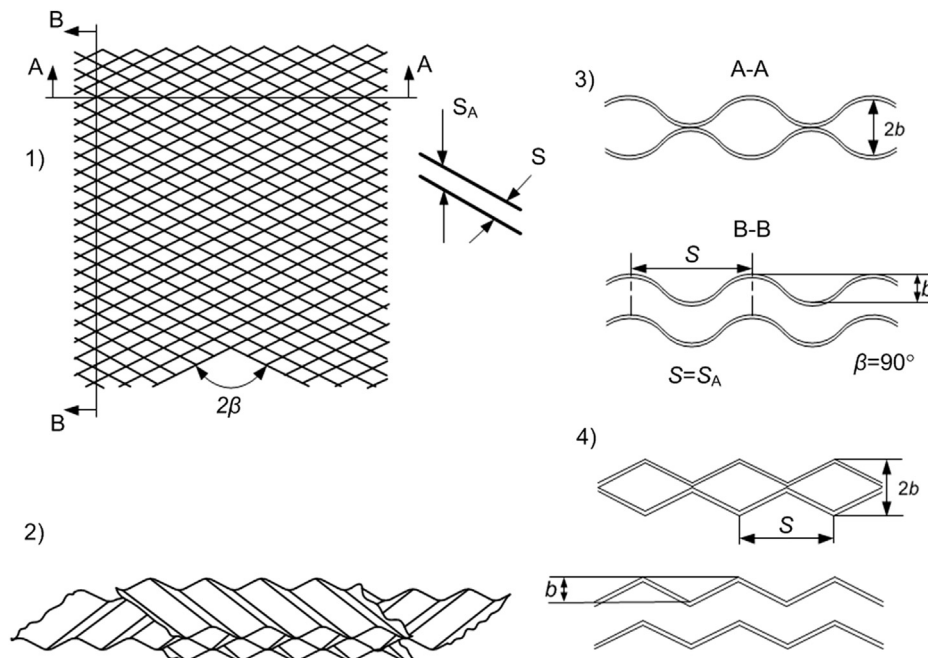 B
A
A
1)
S_A
S
B
2β
2)
3)
A-A
2b
B-B
S
b
S=S_A
β=90°
4)
2b
S
b